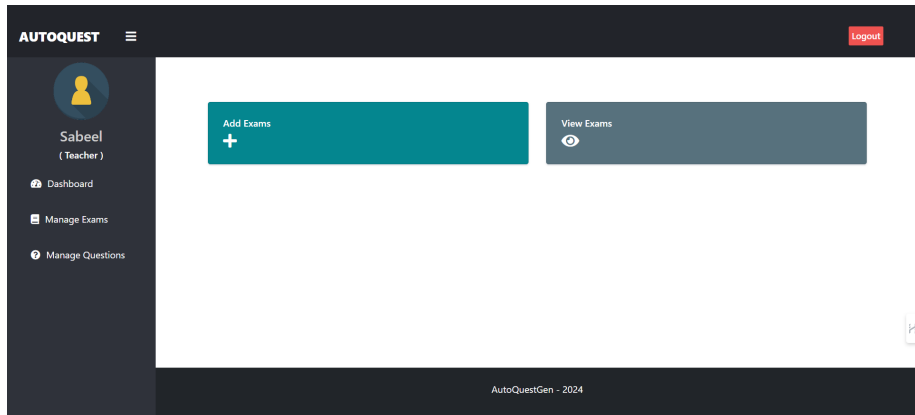 AUTOQUEST
Logout
Sabeel
( Teacher )
Dashboard
Manage Exams
Manage Questions
Add Exams
View Exams
AutoQuestGen - 2024